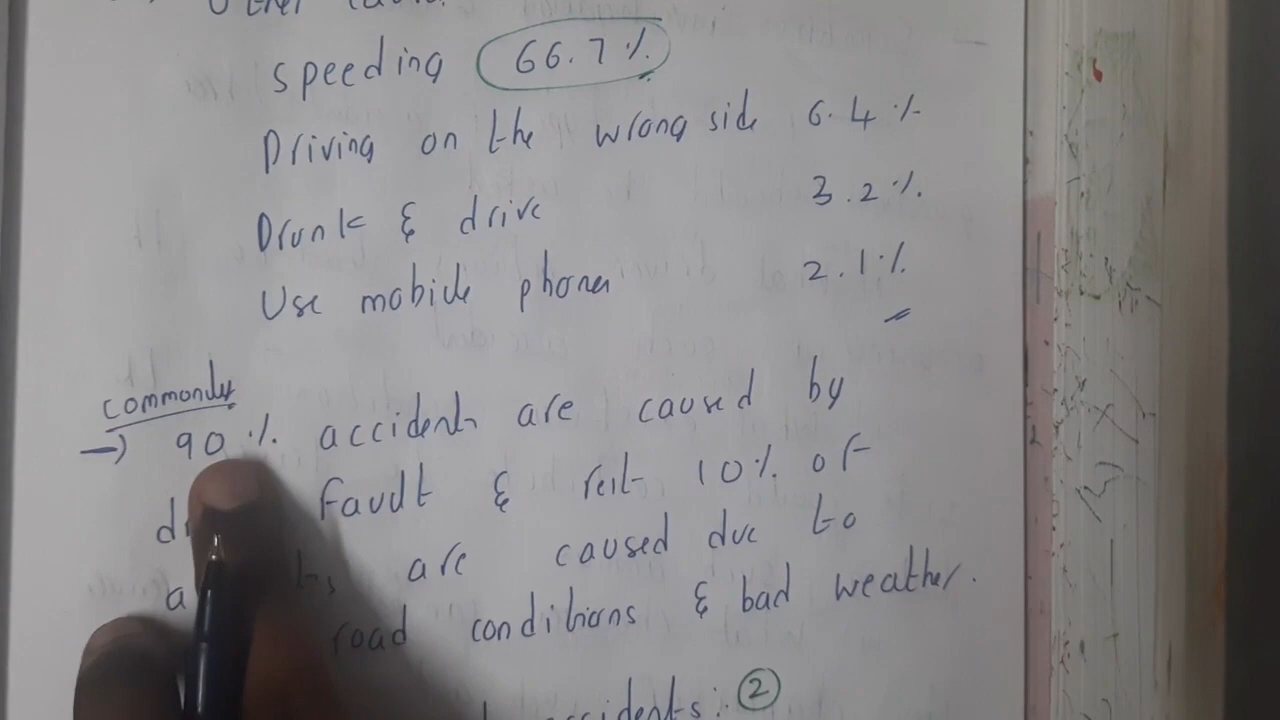 speeding 66.7%
Driving on the wrong side 6.4%
Drunk & drive 3.2%
Use mobile phones 2.1%
commonly
→ 90% accidents are caused by
fault & rest 10% of
are caused due to
road conditions & bad weather.
accidents: ②